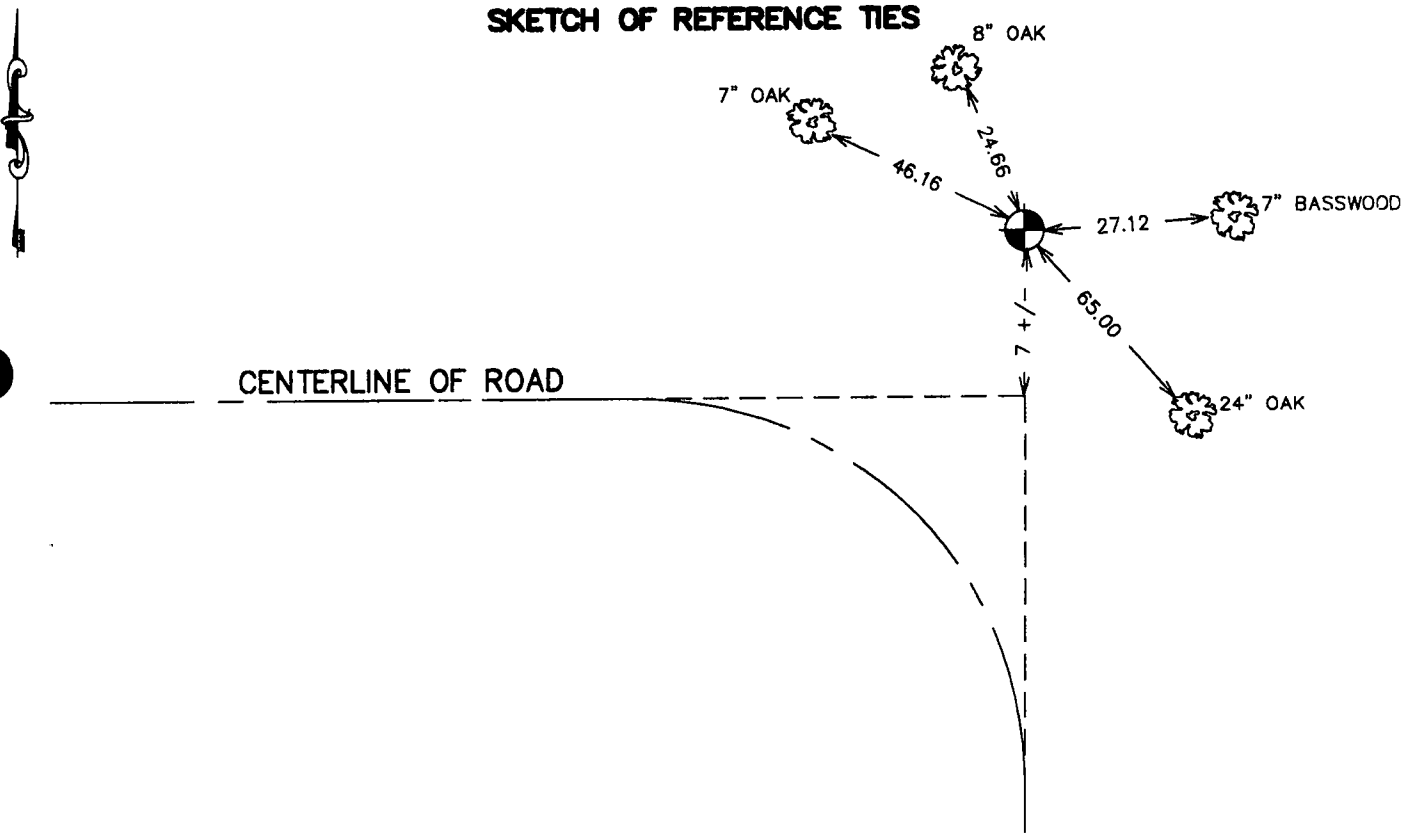 SKETCH OF REFERENCE TIES
8" OAK
7" OAK
24.66
46.16
7" BASSWOOD
27.12
65.00
7 +/-
CENTERLINE OF ROAD
24" OAK